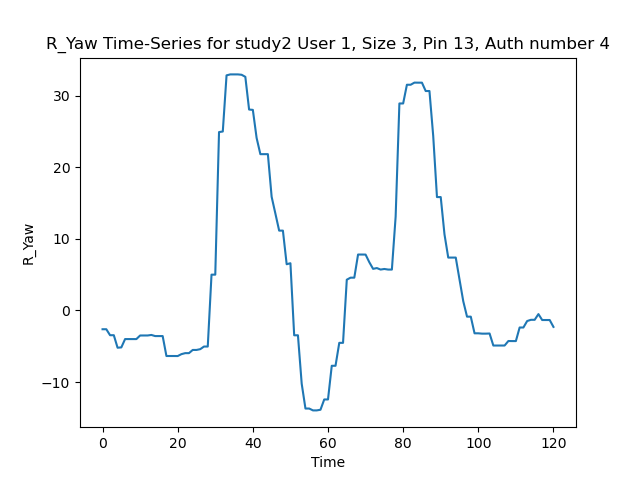 R_Yaw Time-Series for study2 User 1, Size 3, Pin 13, Auth number 4
30
20
10
0
−10
R_Yaw
0 20 40 60 80 100 120
Time